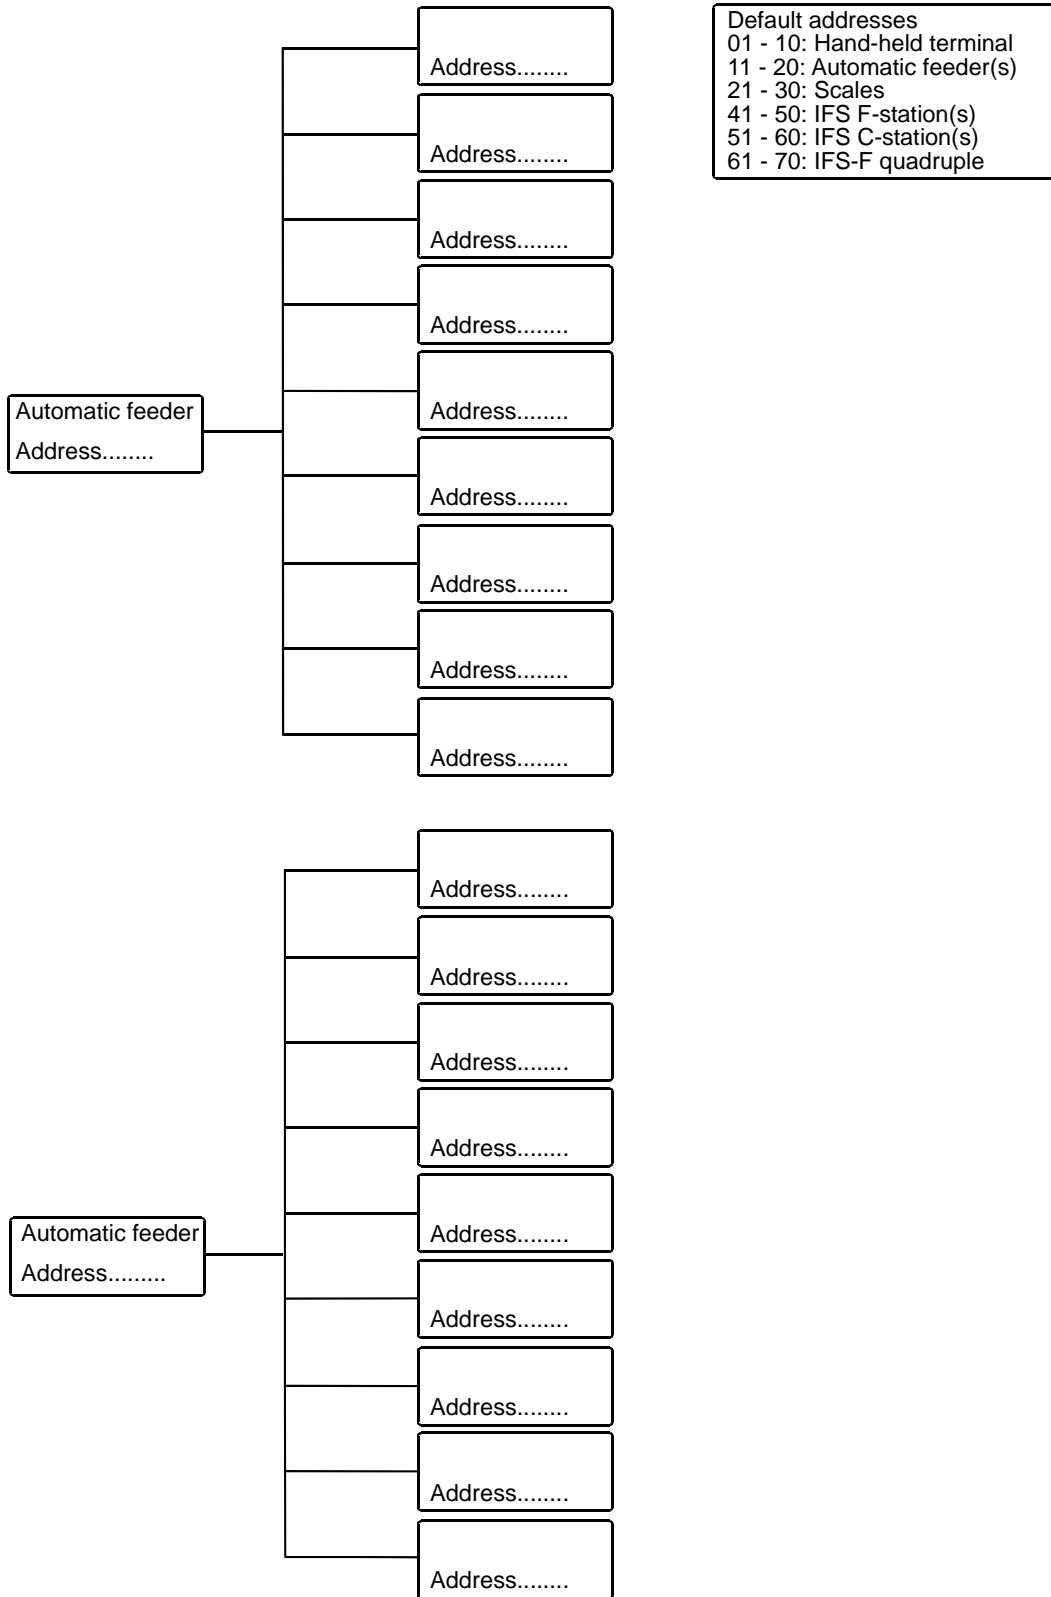 Default addresses
01 - 10: Hand-held terminal
11 - 20: Automatic feeder(s)
21 - 30: Scales
41 - 50: IFS F-station(s)
51 - 60: IFS C-station(s)
61 - 70: IFS-F quadruple
Address........
Address........
Address........
Address........
Address........
Automatic feeder
Address........
Address........
Address........
Address........
Address........
Address........
Address........
Address........
Address........
Address........
Automatic feeder
Address.........
Address........
Address........
Address........
Address........